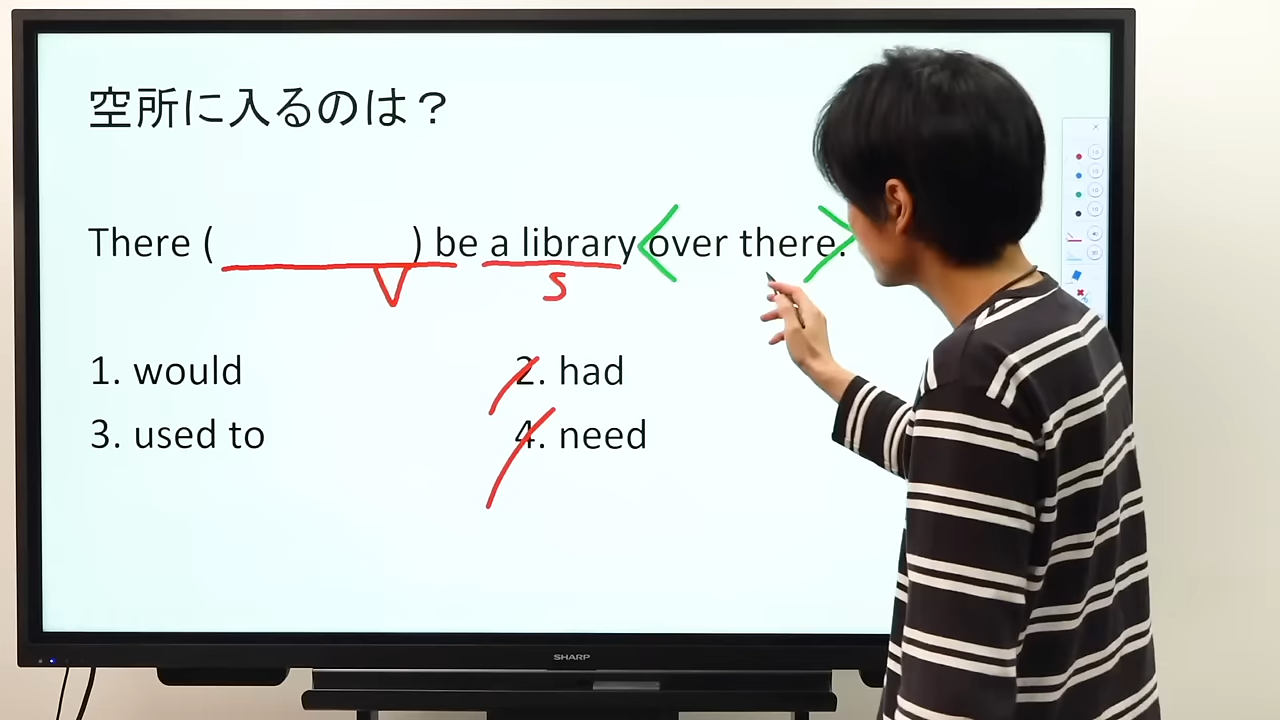 空所に入るのは？
There ( ) be a library over there.
V S
1. would 2. had
3. used to 4. need
SHARP